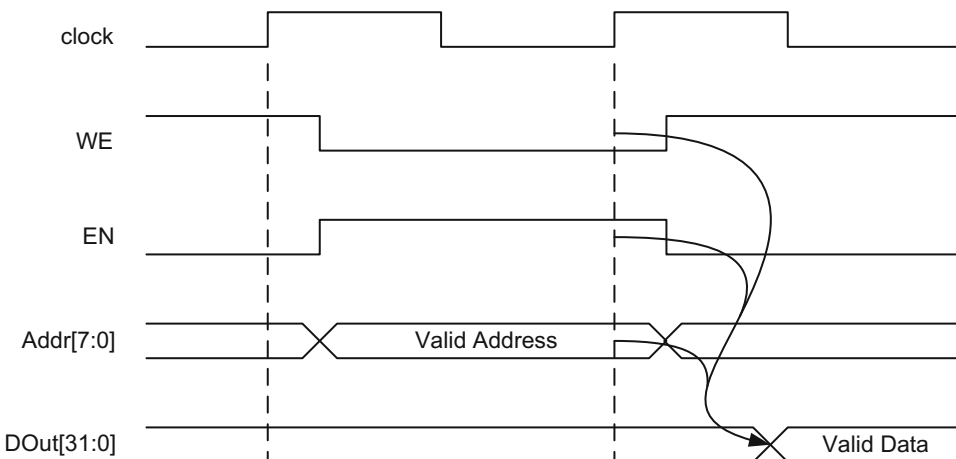 clock
WE
EN
Addr[7:0]
Valid Address
DOut[31:0]
Valid Data